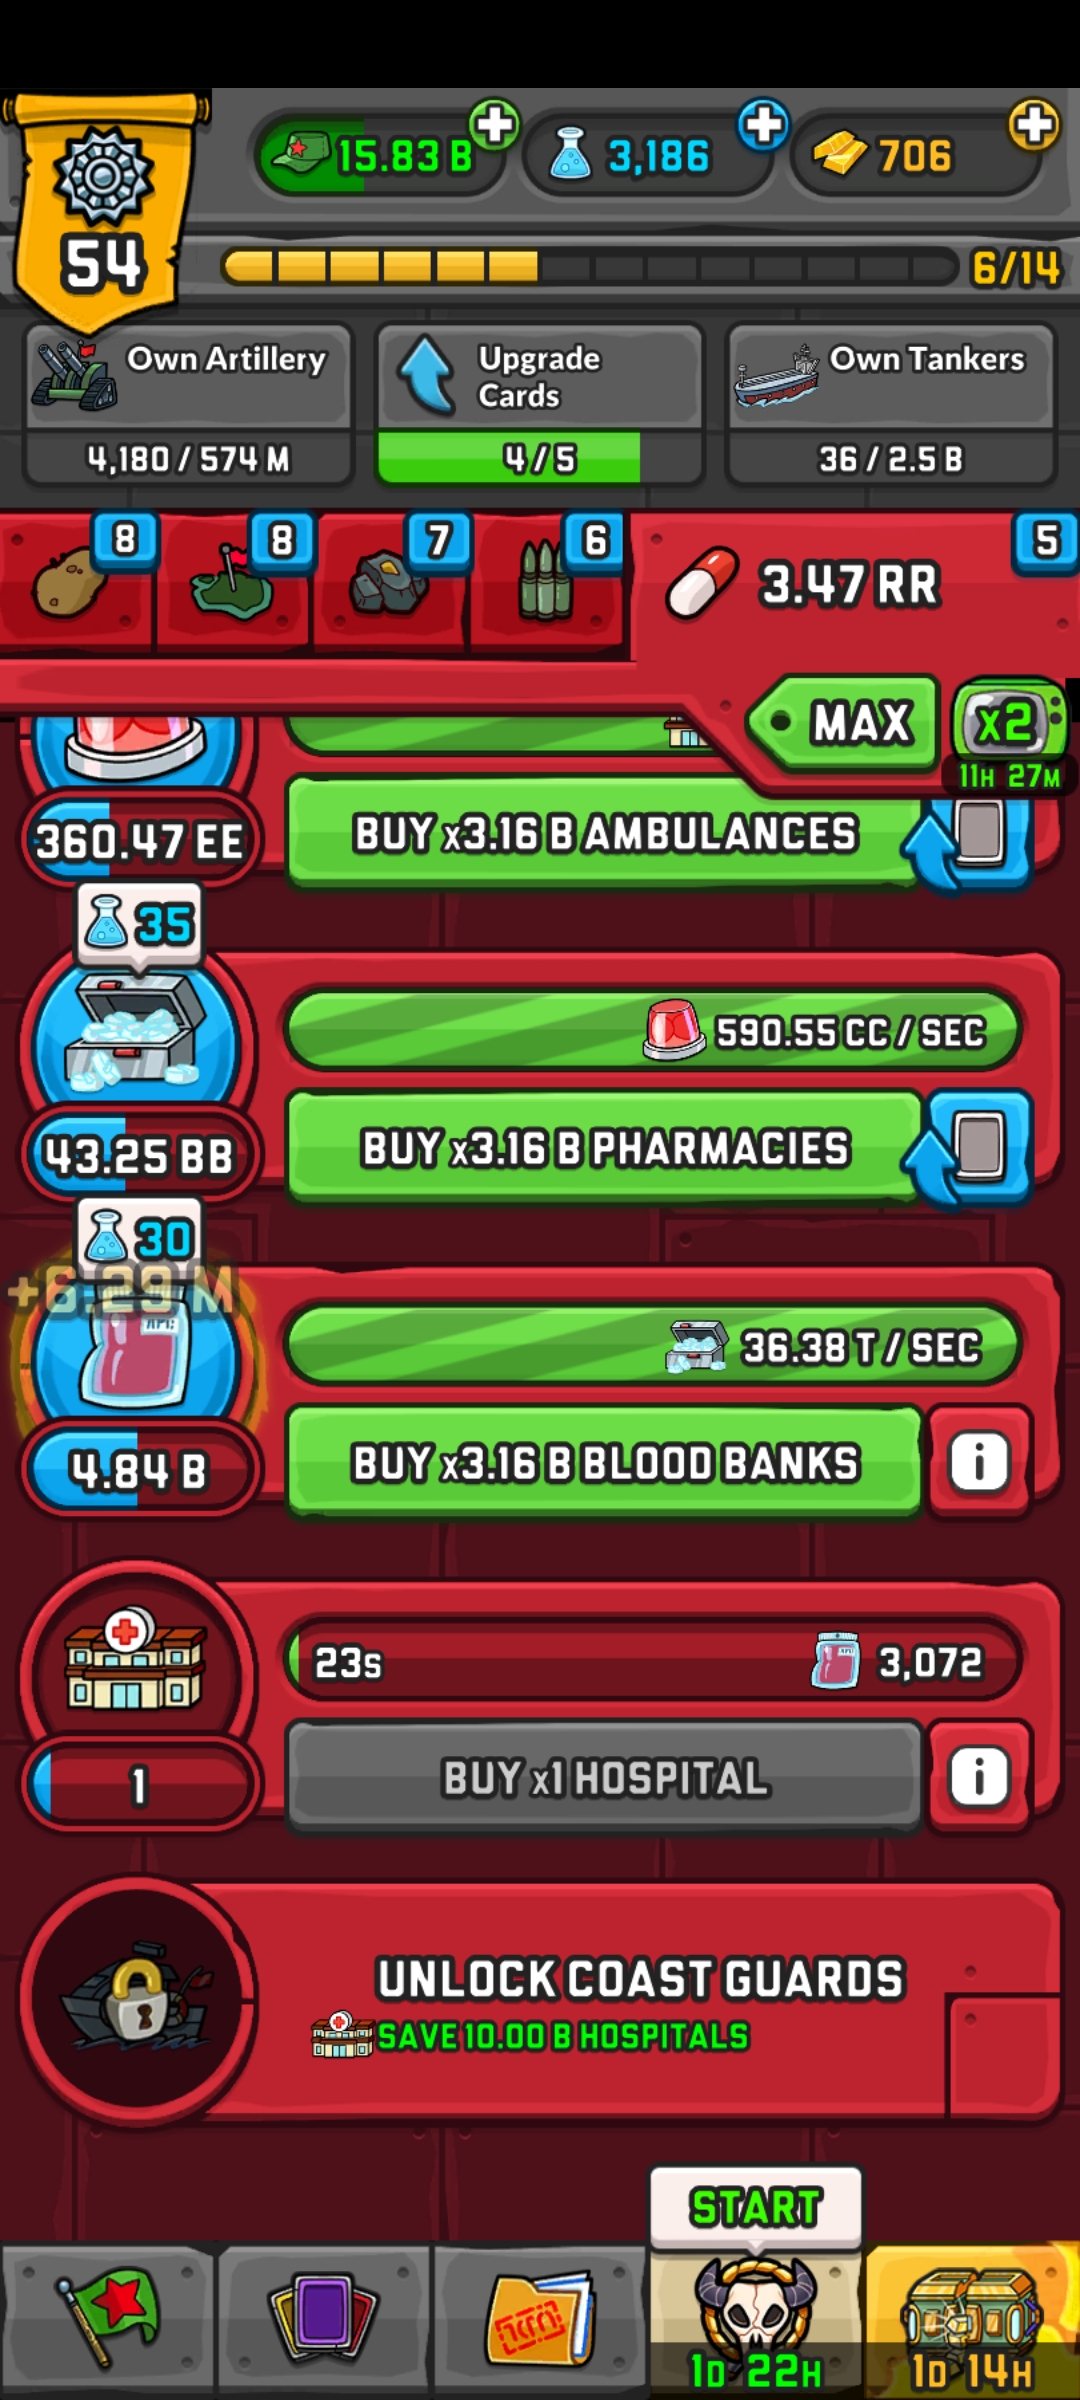 15.83 B
3,186
706
54
6/14
Own Artillery
4,180 / 574 M
Upgrade
Cards
4 / 5
Own Tankers
36 / 2.5 B
8
8
7
6
5
3.47 RR
MAX
x2
11H 27M
360.47 EE
BUY x3.16 B AMBULANCES
35
590.55 CC / SEC
43.25 BB
BUY x3.16 B PHARMACIES
30
+6.29 M
36.38 T / SEC
4.84 B
BUY x3.16 B BLOOD BANKS
i
23s
3,072
1
BUY x1 HOSPITAL
i
UNLOCK COAST GUARDS
SAVE 10.00 B HOSPITALS
START
1D 22H
1D 14H